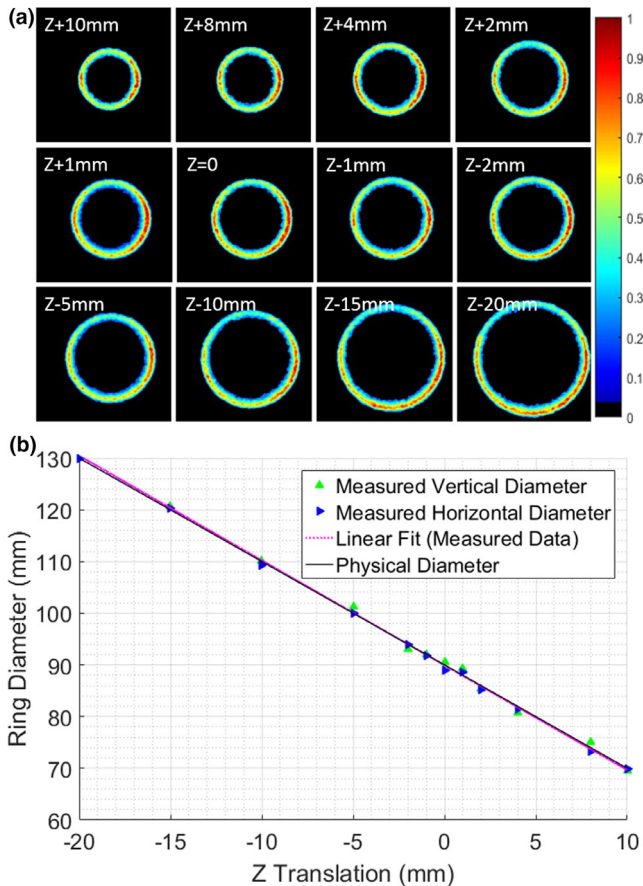 (a)
Z+10mm Z+8mm Z+4mm Z+2mm
Z+1mm Z=0 Z-1mm Z-2mm
Z-5mm Z-10mm Z-15mm Z-20mm
1
0.9
0.8
0.7
0.6
0.5
0.4
0.3
0.2
0.1
0
(b)
130
120
110
100
90
80
70
60
Ring Diameter (mm)
Measured Vertical Diameter
Measured Horizontal Diameter
Linear Fit (Measured Data)
Physical Diameter
-20 -15 -10 -5 0 5 10
Z Translation (mm)